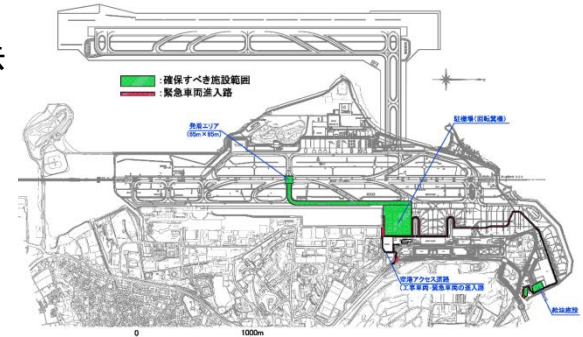 法
:確保すべき施設範囲
:緊急車両進入路
発着エリア
(65m×65m)
駐機場(回転翼機)
空港アクセス道路
(工事車両・緊急車両の進入路
給油施設
0 1000m